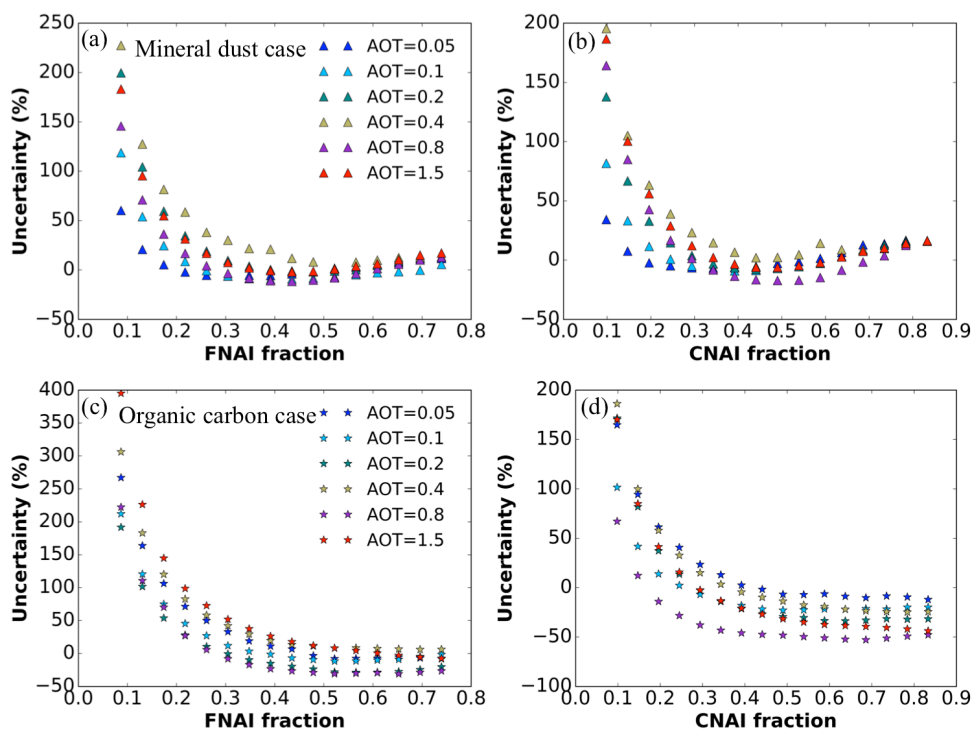 (a) Mineral dust case
AOT=0.05
AOT=0.1
AOT=0.2
AOT=0.4
AOT=0.8
AOT=1.5
Uncertainty (%)
250
200
150
100
50
0
−50
0.0 0.1 0.2 0.3 0.4 0.5 0.6 0.7 0.8
FNAI fraction
(b)
Uncertainty (%)
200
150
100
50
0
−50
0.0 0.1 0.2 0.3 0.4 0.5 0.6 0.7 0.8 0.9
CNAI fraction
(c) Organic carbon case
AOT=0.05
AOT=0.1
AOT=0.2
AOT=0.4
AOT=0.8
AOT=1.5
Uncertainty (%)
400
350
300
250
200
150
100
50
0
−50
0.0 0.1 0.2 0.3 0.4 0.5 0.6 0.7 0.8
FNAI fraction
(d)
Uncertainty (%)
200
150
100
50
0
−50
−100
0.0 0.1 0.2 0.3 0.4 0.5 0.6 0.7 0.8 0.9
CNAI fraction